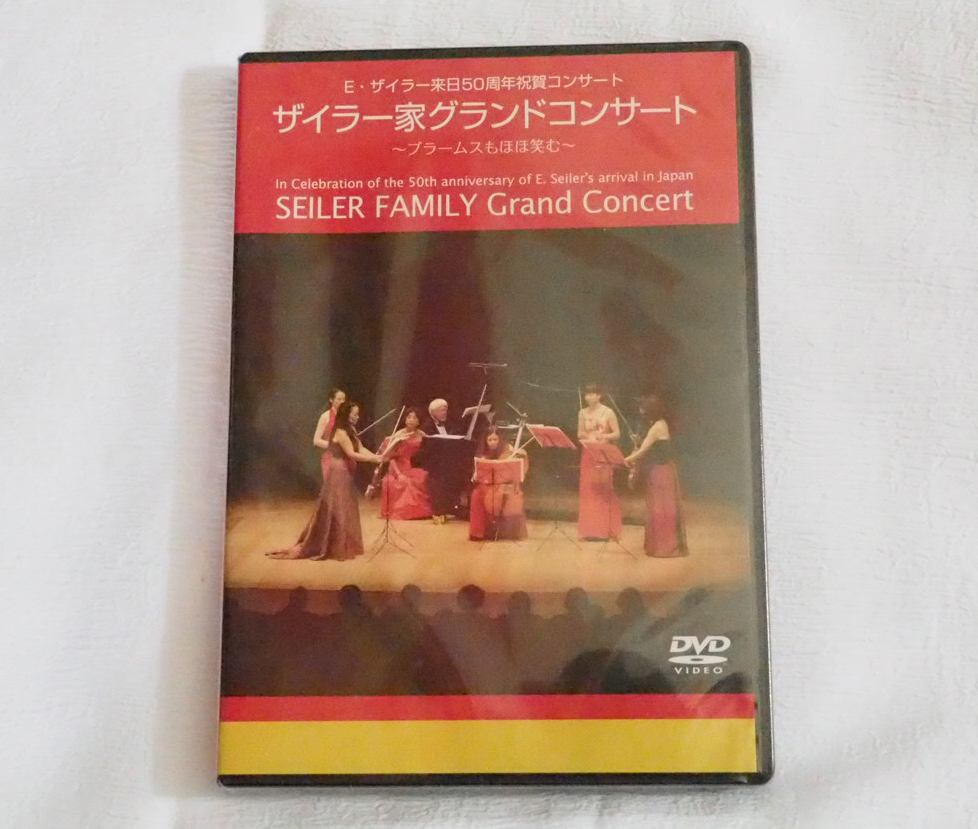 E・ザイラー来日50周年祝賀コンサート
ザイラー家グランドコンサート
～ブラームスもほほ笑む～
In Celebration of the 50th anniversary of E. Seiler's arrival in Japan
SEILER FAMILY Grand Concert
DVD
VIDEO